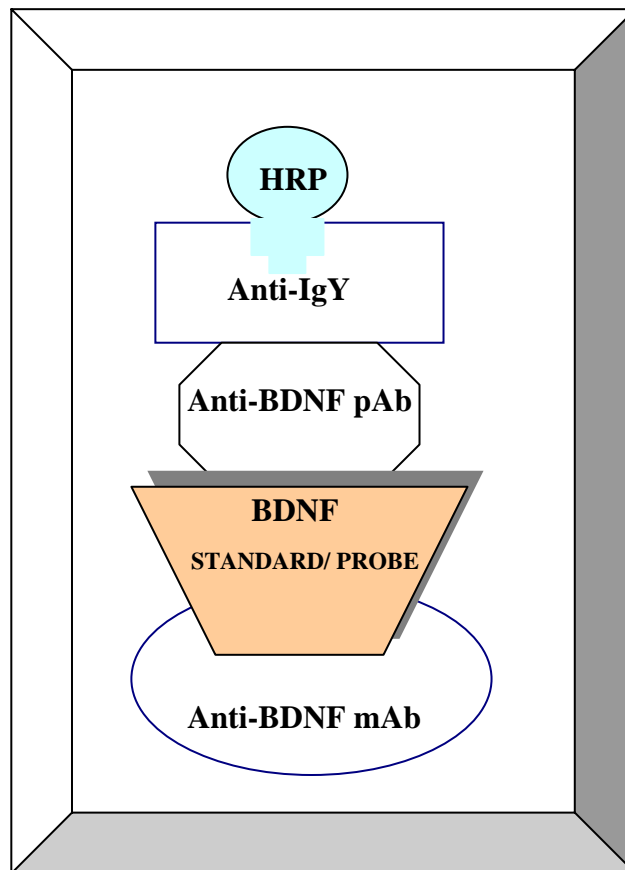 HRP
Anti-IgY
Anti-BDNF pAb
BDNF
STANDARD/ PROBE
Anti-BDNF mAb